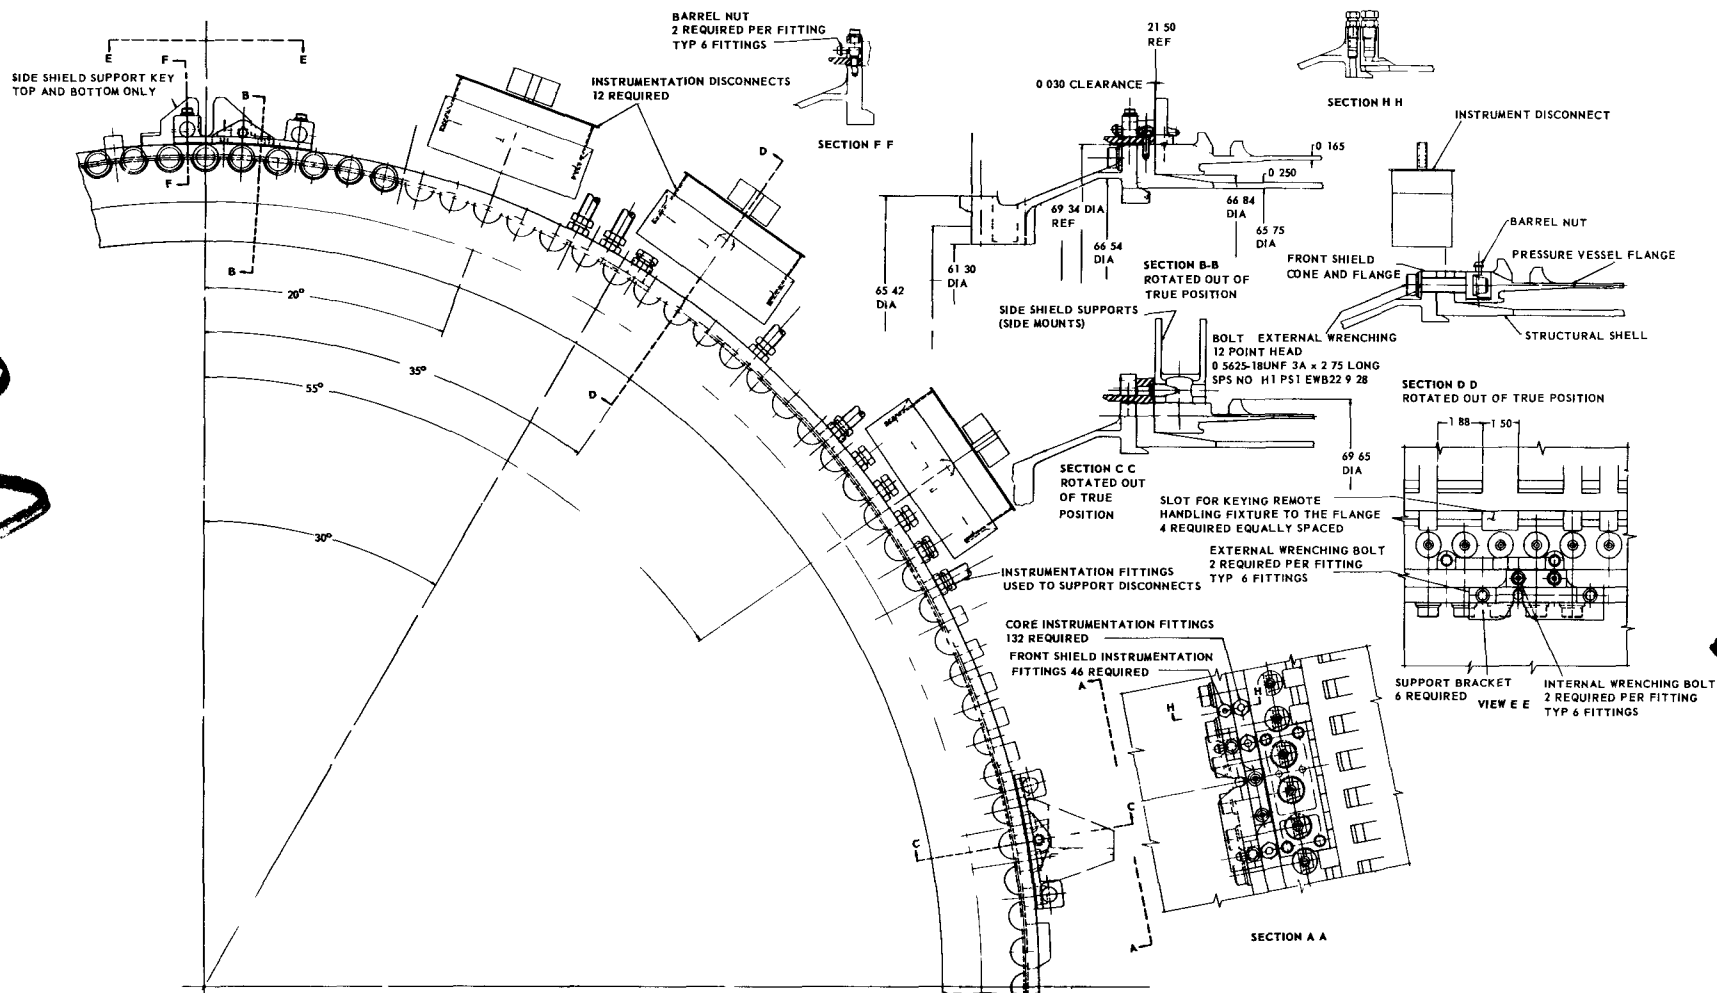 E
E
F
F
B
B
SIDE SHIELD SUPPORT KEY
TOP AND BOTTOM ONLY
BARREL NUT
2 REQUIRED PER FITTING
TYP 6 FITTINGS
INSTRUMENTATION DISCONNECTS
12 REQUIRED
SECTION F F
D
D
20°
35°
55°
30°
21 50
REF
0 030 CLEARANCE
0 165
0 250
69 34 DIA
REF
66 84
DIA
65 75
DIA
66 54
DIA
61 30
DIA
65 42
DIA
SECTION B-B
ROTATED OUT OF
TRUE POSITION
SECTION H H
INSTRUMENT DISCONNECT
BARREL NUT
PRESSURE VESSEL FLANGE
FRONT SHIELD
CONE AND FLANGE
STRUCTURAL SHELL
SIDE SHIELD SUPPORTS
(SIDE MOUNTS)
BOLT EXTERNAL WRENCHING
12 POINT HEAD
0 5625-18UNF 3A x 2 75 LONG
SPS NO H1 PS1 EWB22 9 28
SECTION D D
ROTATED OUT OF TRUE POSITION
1 88
1 50
69 65
DIA
SECTION C C
ROTATED OUT
OF TRUE
POSITION
SLOT FOR KEYING REMOTE
HANDLING FIXTURE TO THE FLANGE
4 REQUIRED EQUALLY SPACED
EXTERNAL WRENCHING BOLT
2 REQUIRED PER FITTING
TYP 6 FITTINGS
INSTRUMENTATION FITTINGS
USED TO SUPPORT DISCONNECTS
CORE INSTRUMENTATION FITTINGS
132 REQUIRED
FRONT SHIELD INSTRUMENTATION
FITTINGS 46 REQUIRED
A
H
H
SUPPORT BRACKET
6 REQUIRED
VIEW E E
INTERNAL WRENCHING BOLT
2 REQUIRED PER FITTING
TYP 6 FITTINGS
C
C
A
SECTION A A